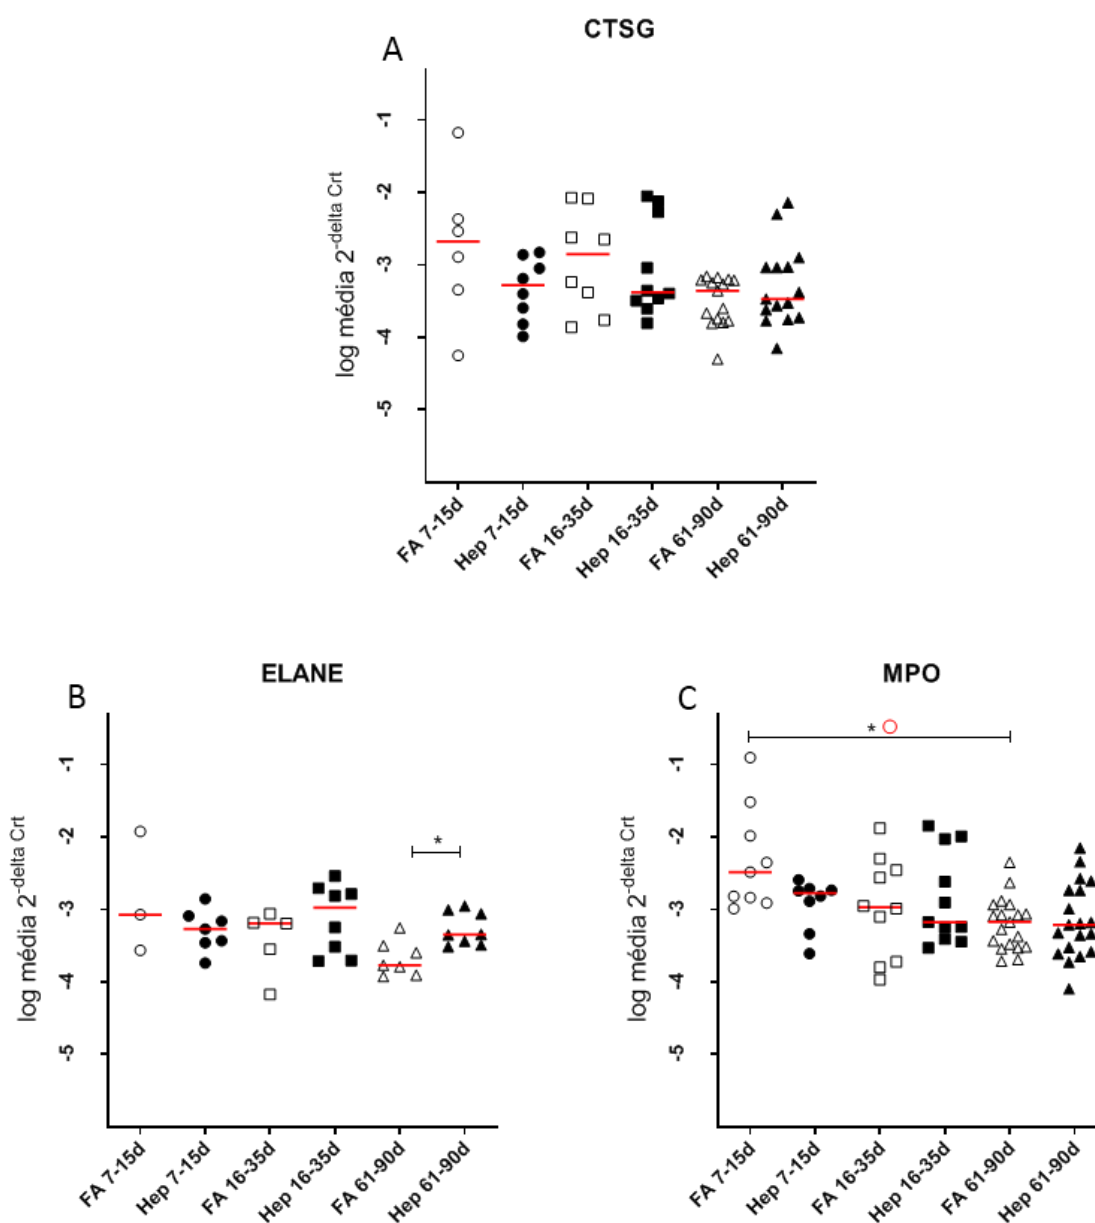 A
CTSG
log média 2^-delta Crt
-1
-2
-3
-4
-5
FA 7-15d
Hep 7-15d
FA 16-35d
Hep 16-35d
FA 61-90d
Hep 61-90d
B
ELANE
log média 2^-delta Crt
-1
-2
-3
-4
-5
*
FA 7-15d
Hep 7-15d
FA 16-35d
Hep 16-35d
FA 61-90d
Hep 61-90d
C
MPO
log média 2^-delta Crt
-1
-2
-3
-4
-5
*
FA 7-15d
Hep 7-15d
FA 16-35d
Hep 16-35d
FA 61-90d
Hep 61-90d